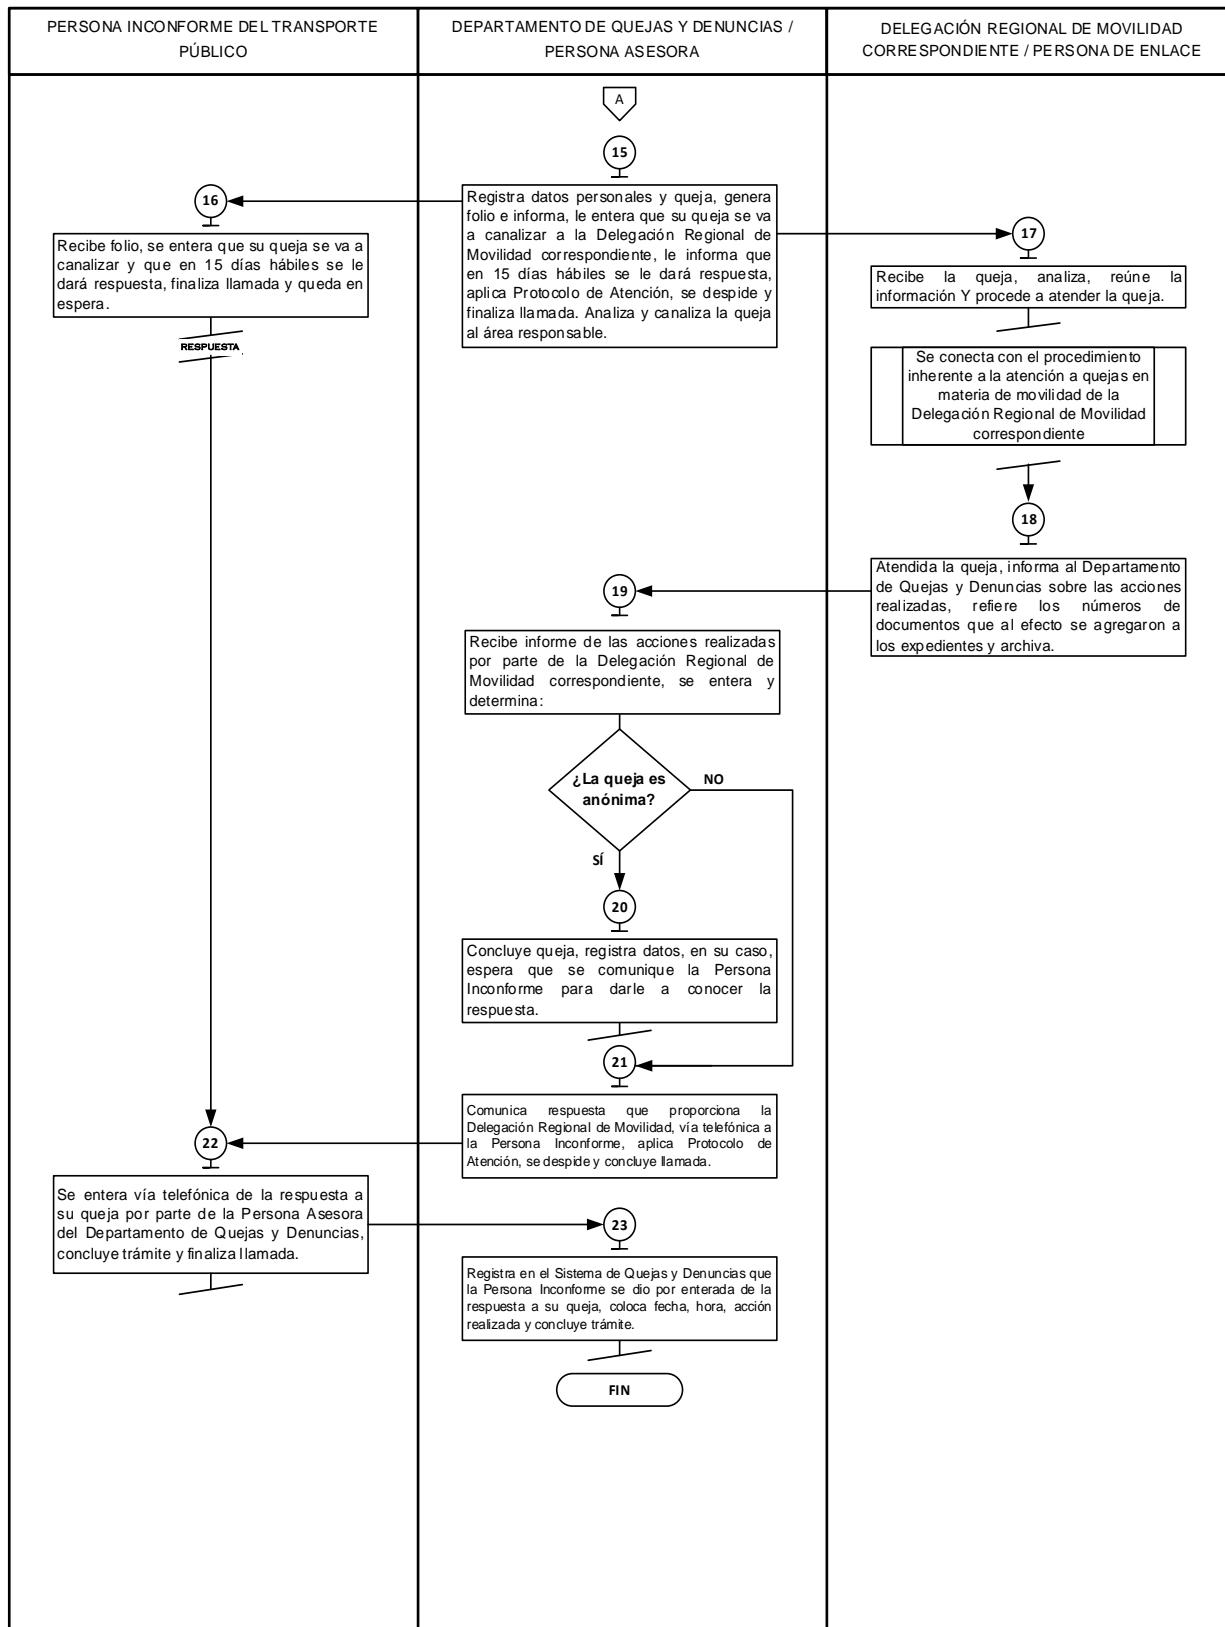 PERSONA INCONFORME DEL TRANSPORTE
PÚBLICO
DEPARTAMENTO DE QUEJAS Y DENUNCIAS /
PERSONA ASESORA
DELEGACIÓN REGIONAL DE MOVILIDAD
CORRESPONDIENTE / PERSONA DE ENLACE
A
15
Registra datos personales y queja, genera
folio e informa, le entera que su queja se va
a canalizar a la Delegación Regional de
Movilidad correspondiente, le informa que
en 15 días hábiles se le dará respuesta,
aplica Protocolo de Atención, se despide y
finaliza llamada. Analiza y canaliza la queja
al área responsable.
16
Recibe folio, se entera que su queja se va a
canalizar y que en 15 días hábiles se le
dará respuesta, finaliza llamada y queda en
espera.
RESPUESTA
17
Recibe la queja, analiza, reúne la
información Y procede a atender la queja.
Se conecta con el procedimiento
inherente a la atención a quejas en
materia de movilidad de la
Delegación Regional de Movilidad
correspondiente
18
Atendida la queja, informa al Departamento
de Quejas y Denuncias sobre las acciones
realizadas, refiere los números de
documentos que al efecto se agregaron a
los expedientes y archiva.
19
Recibe informe de las acciones realizadas
por parte de la Delegación Regional de
Movilidad correspondiente, se entera y
determina:
¿La queja es
anónima?
NO
SÍ
20
Concluye queja, registra datos, en su caso,
espera que se comunique la Persona
Inconforme para darle a conocer la
respuesta.
21
Comunica respuesta que proporciona la
Delegación Regional de Movilidad, vía telefónica a
la Persona Inconforme, aplica Protocolo de
Atención, se despide y concluye llamada.
22
Se entera vía telefónica de la respuesta a
su queja por parte de la Persona Asesora
del Departamento de Quejas y Denuncias,
concluye trámite y finaliza llamada.
23
Registra en el Sistema de Quejas y Denuncias que
la Persona Inconforme se dio por enterada de la
respuesta a su queja, coloca fecha, hora, acción
realizada y concluye trámite.
FIN